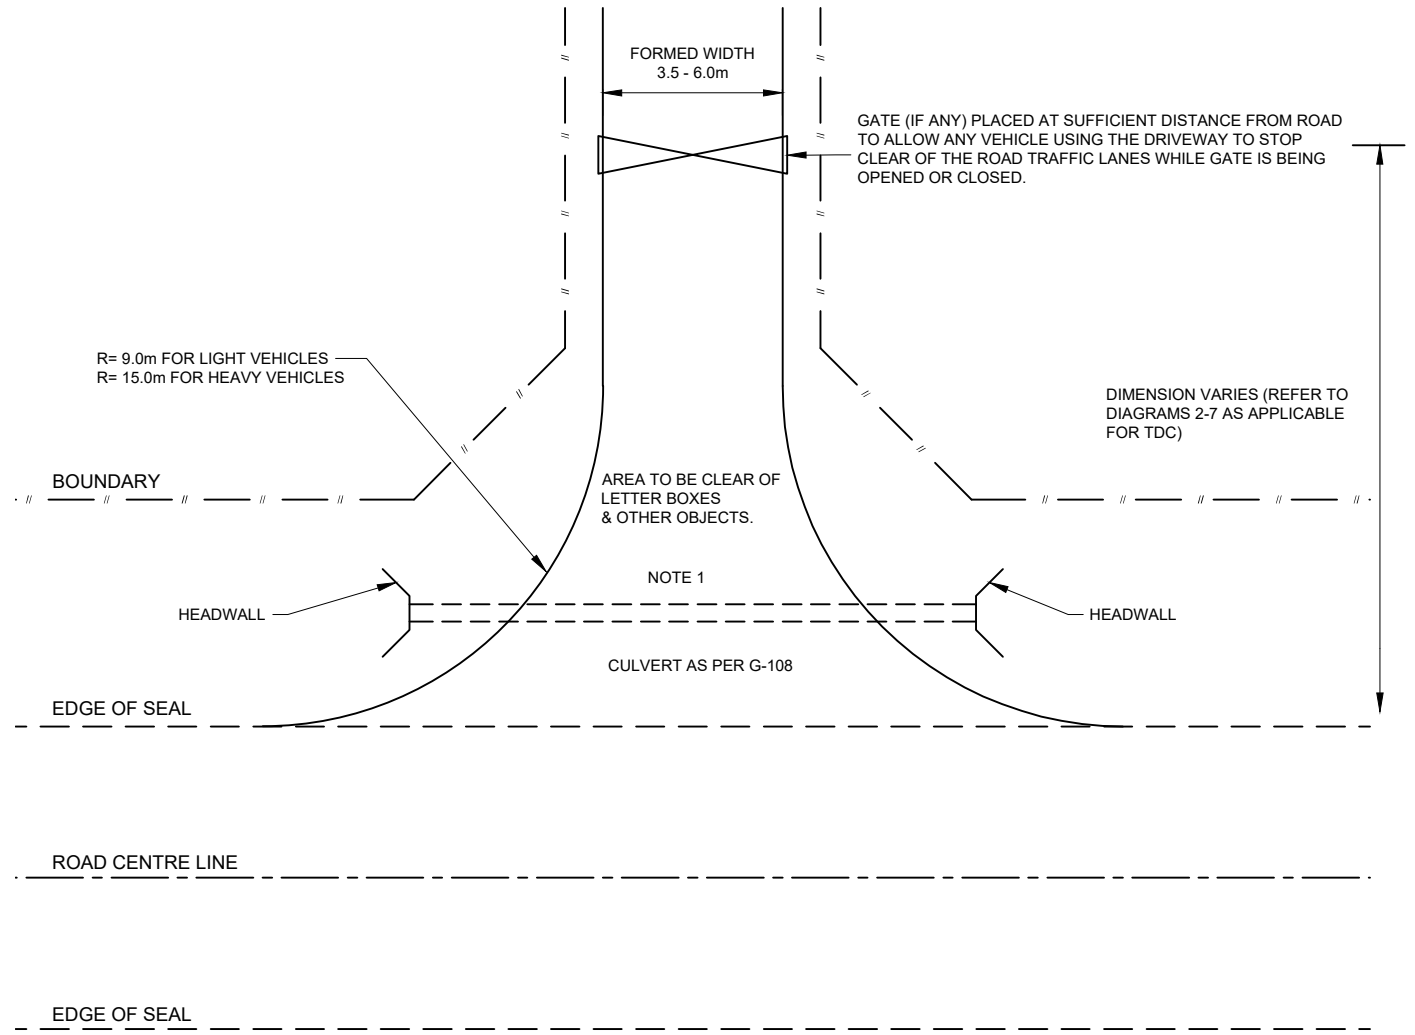 FORMED WIDTH
3.5 - 6.0m
GATE (IF ANY) PLACED AT SUFFICIENT DISTANCE FROM ROAD
TO ALLOW ANY VEHICLE USING THE DRIVEWAY TO STOP
CLEAR OF THE ROAD TRAFFIC LANES WHILE GATE IS BEING
OPENED OR CLOSED.
R= 9.0m FOR LIGHT VEHICLES
R= 15.0m FOR HEAVY VEHICLES
DIMENSION VARIES (REFER TO
DIAGRAMS 2-7 AS APPLICABLE
FOR TDC)
BOUNDARY
AREA TO BE CLEAR OF
LETTER BOXES
& OTHER OBJECTS.
NOTE 1
HEADWALL
HEADWALL
CULVERT AS PER G-108
EDGE OF SEAL
ROAD CENTRE LINE
EDGE OF SEAL